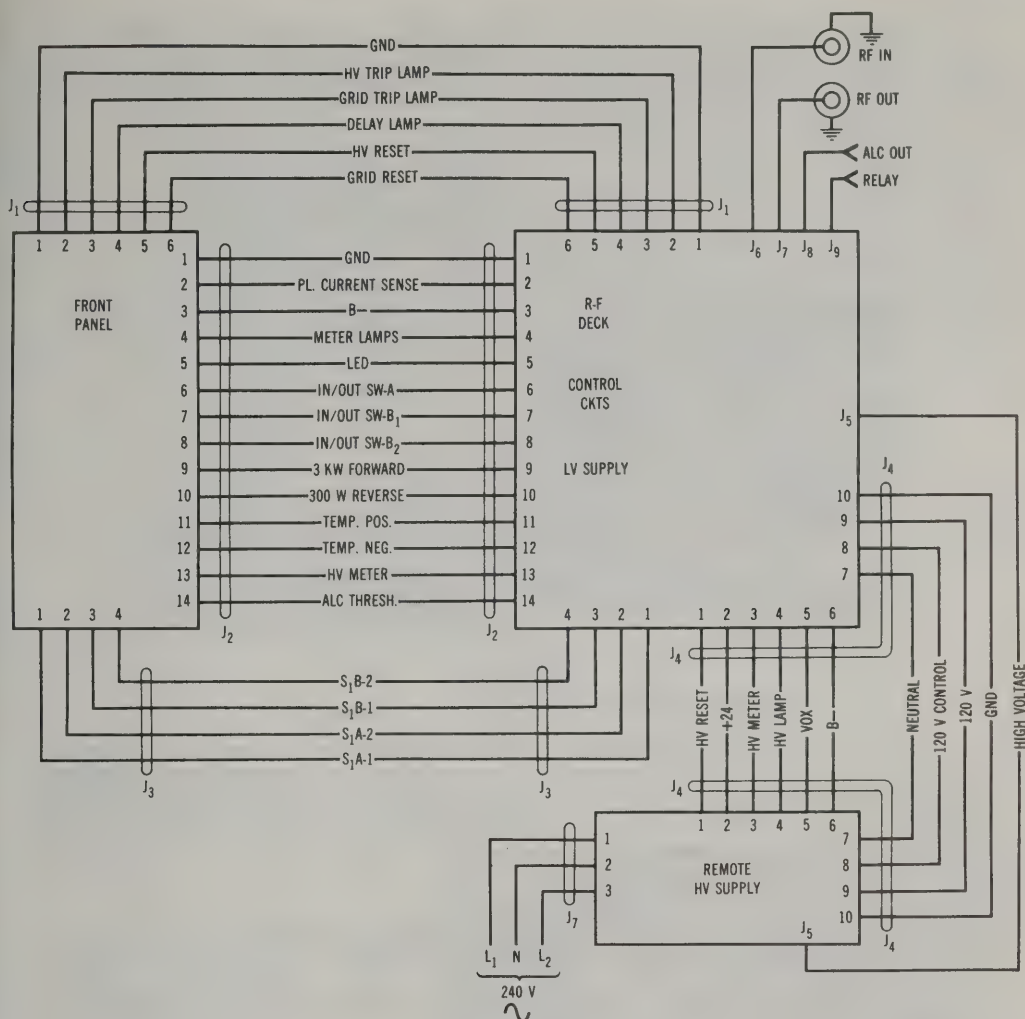 GND
HV TRIP LAMP
GRID TRIP LAMP
DELAY LAMP
HV RESET
GRID RESET
RF IN
RF OUT
ALC OUT
RELAY
J1
J1
1 2 3 4 5 6
6 5 4 3 2 1
J6 J7 J8 J9
FRONT PANEL
R-F DECK
CONTROL CKTS
LV SUPPLY
1 GND 1
2 PL. CURRENT SENSE 2
3 B— 3
4 METER LAMPS 4
5 LED 5
6 IN/OUT SW-A 6
7 IN/OUT SW-B1 7
8 IN/OUT SW-B2 8
9 3 KW FORWARD 9
10 300 W REVERSE 10
11 TEMP. POS. 11
12 TEMP. NEG. 12
13 HV METER 13
14 ALC THRESH. 14
J2
J2
J5
J4
10
9
8
7
1 2 3 4
4 3 2 1
1 2 3 4 5 6
S1B-2
S1B-1
S1A-2
S1A-1
J3
J3
J4
HV RESET
+24
HV METER
HV LAMP
VOX
B—
NEUTRAL
120 V CONTROL
120 V
GND
HIGH VOLTAGE
J4
1 2 3 4 5 6
REMOTE
HV SUPPLY
1
2
3
7
8
9
10
J5
J4
J7
L1 N L2
240 V